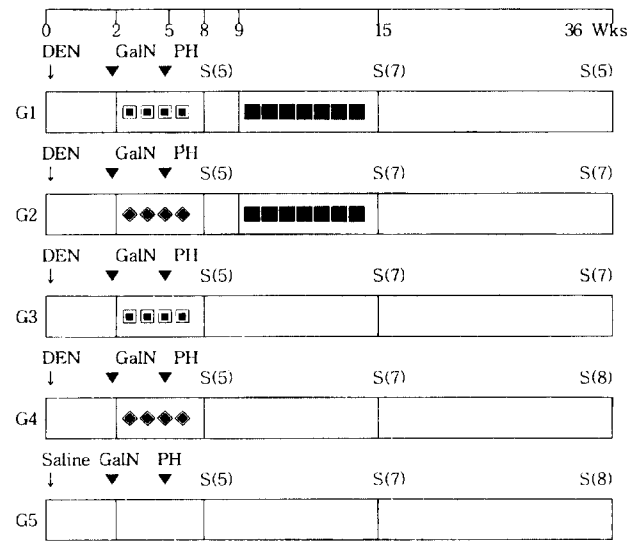 0 2 5 8 9 15 36 Wks
DEN GalN PH
↓ ▼ ▼ S(5) S(7) S(5)
G1
DEN GalN PH
↓ ▼ ▼ S(5) S(7) S(7)
G2
DEN GalN PH
↓ ▼ ▼ S(5) S(7) S(7)
G3
DEN GalN PH
↓ ▼ ▼ S(5) S(7) S(8)
G4
Saline GalN PH
↓ ▼ ▼ S(5) S(7) S(8)
G5